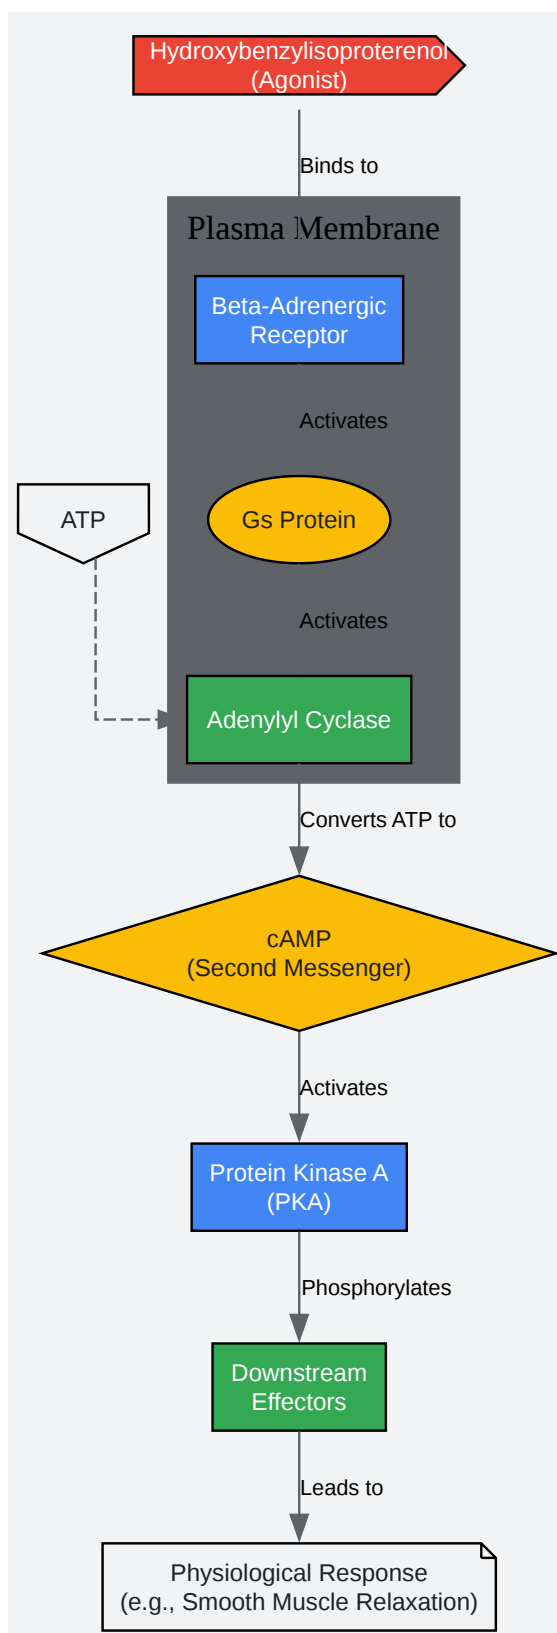 Hydroxybenzylisoproterenol
(Agonist)
Binds to
Plasma Membrane
Beta-Adrenergic
Receptor
Activates
ATP
Gs Protein
Activates
Adenylyl Cyclase
Converts ATP to
cAMP
(Second Messenger)
Activates
Protein Kinase A
(PKA)
Phosphorylates
Downstream
Effectors
Leads to
Physiological Response
(e.g., Smooth Muscle Relaxation)